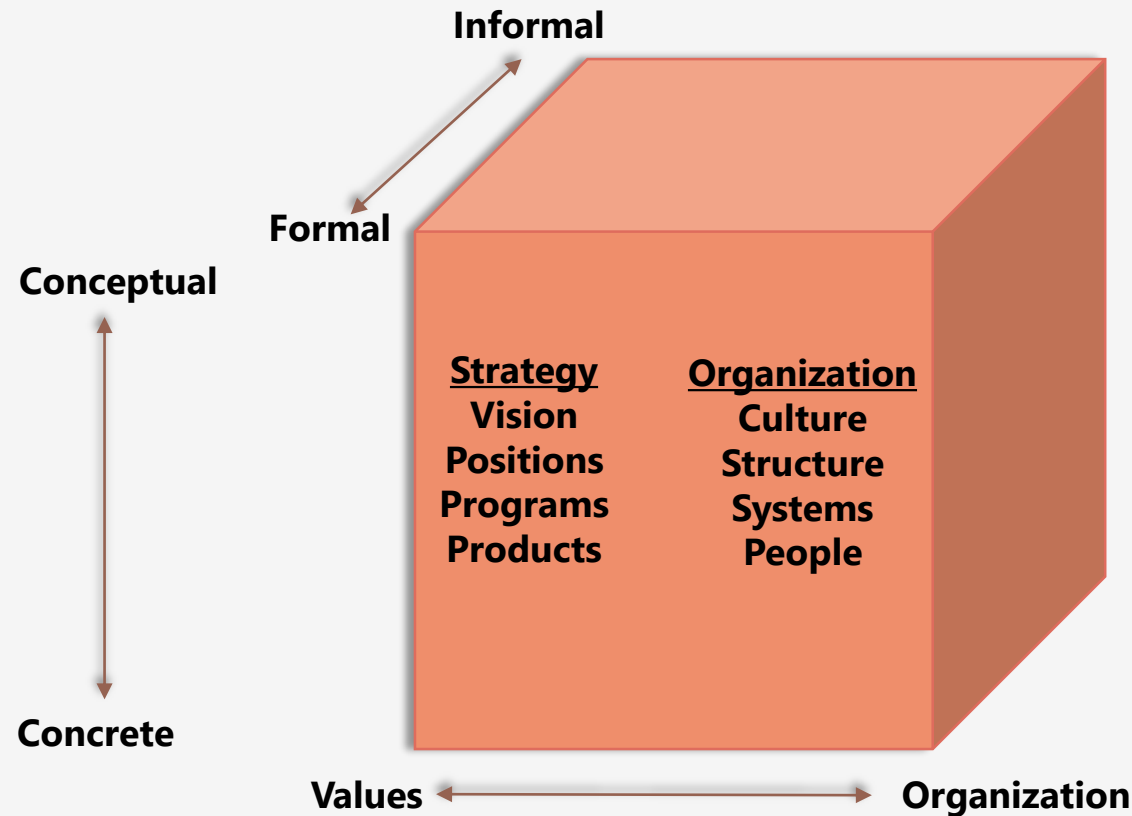 Informal
Formal
Conceptual
Strategy
Vision
Positions
Programs
Products
Organization
Culture
Structure
Systems
People
Concrete
Values
Organization